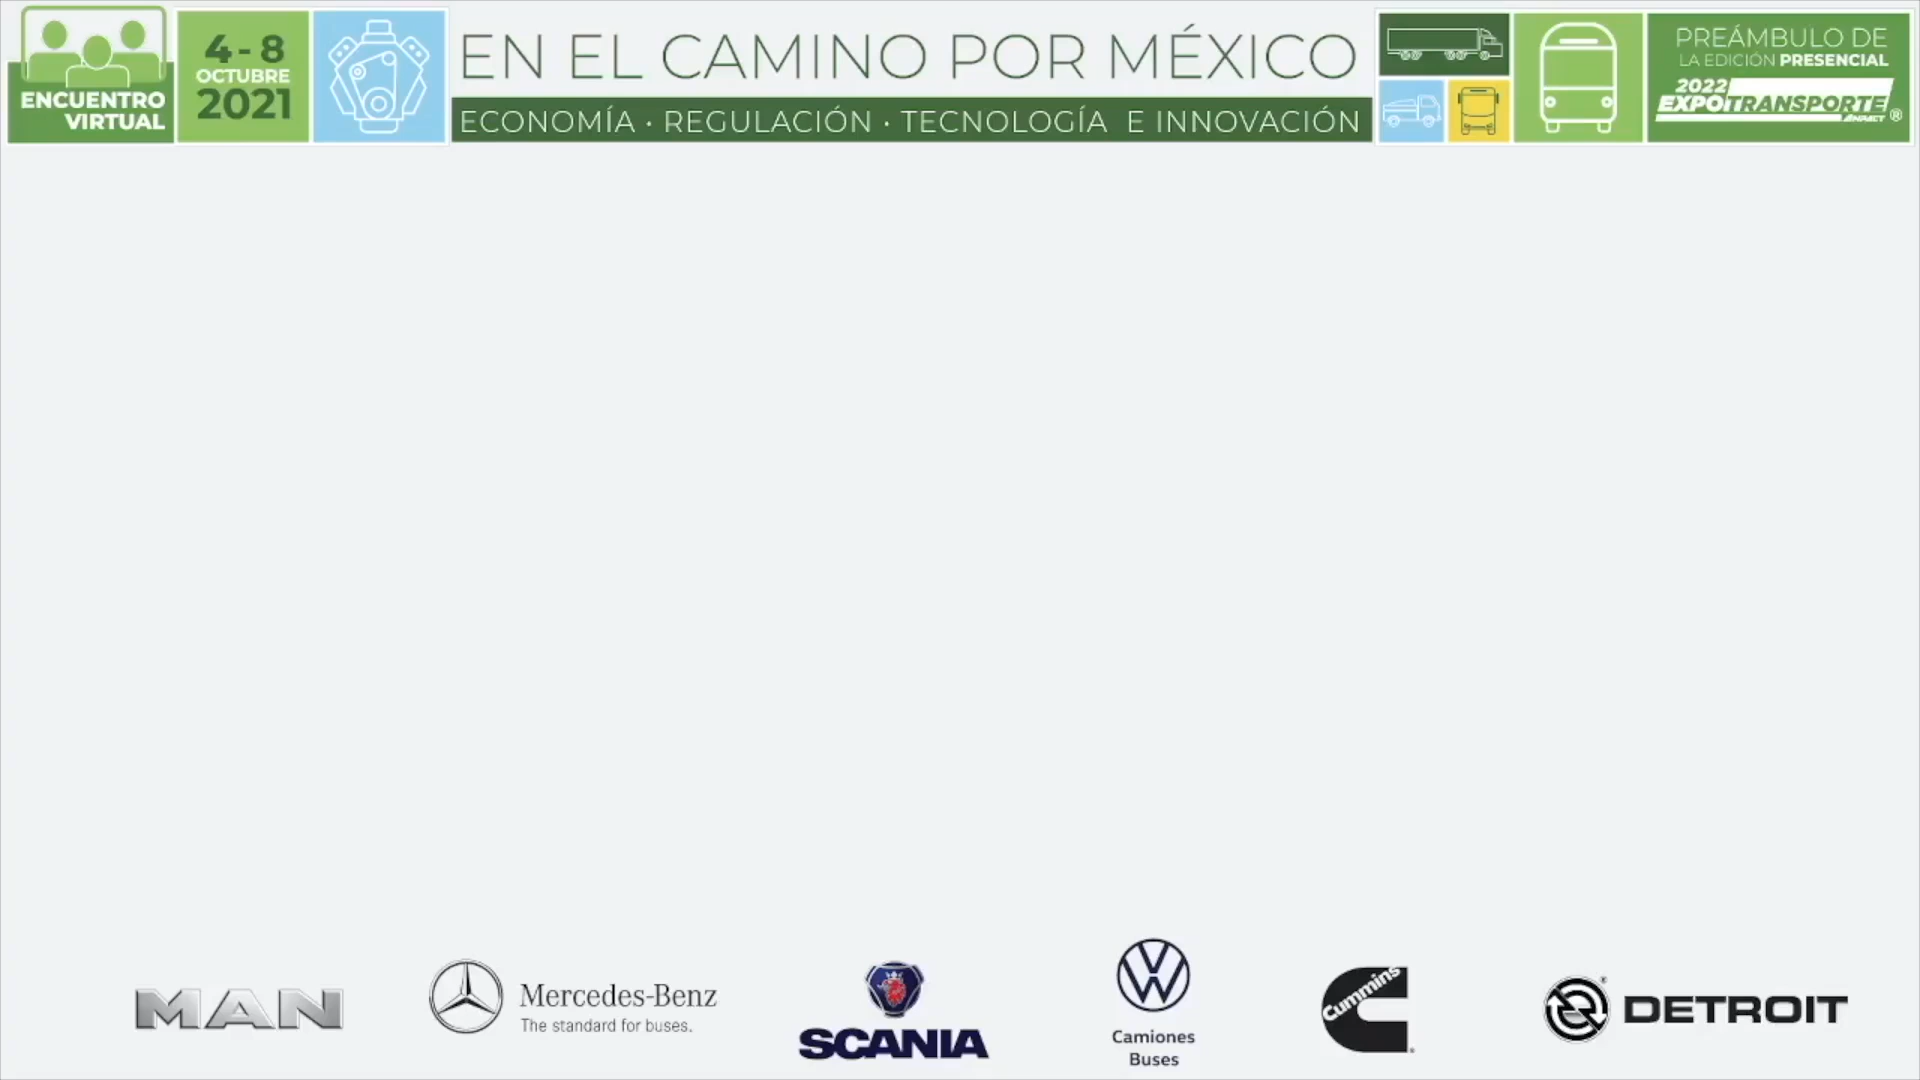 ENCUENTRO
VIRTUAL
4 - 8
OCTUBRE
2021
EN EL CAMINO POR MÉXICO
ECONOMÍA • REGULACIÓN • TECNOLOGÍA E INNOVACIÓN
PREÁMBULO DE
LA EDICIÓN PRESENCIAL
2022
EXPOTRANSPORTE
ANPACT ®
MAN
Mercedes-Benz
The standard for buses.
SCANIA
Camiones
Buses
Cummins
DETROIT